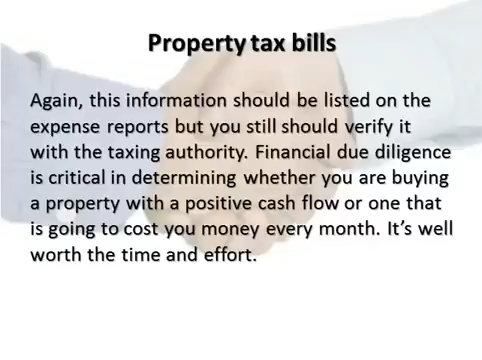 Property tax bills
Again, this information should be listed on the
expense reports but you still should verify it
with the taxing authority. Financial due diligence
is critical in determining whether you are buying
a property with a positive cash flow or one that
is going to cost you money every month. It’s well
worth the time and effort.